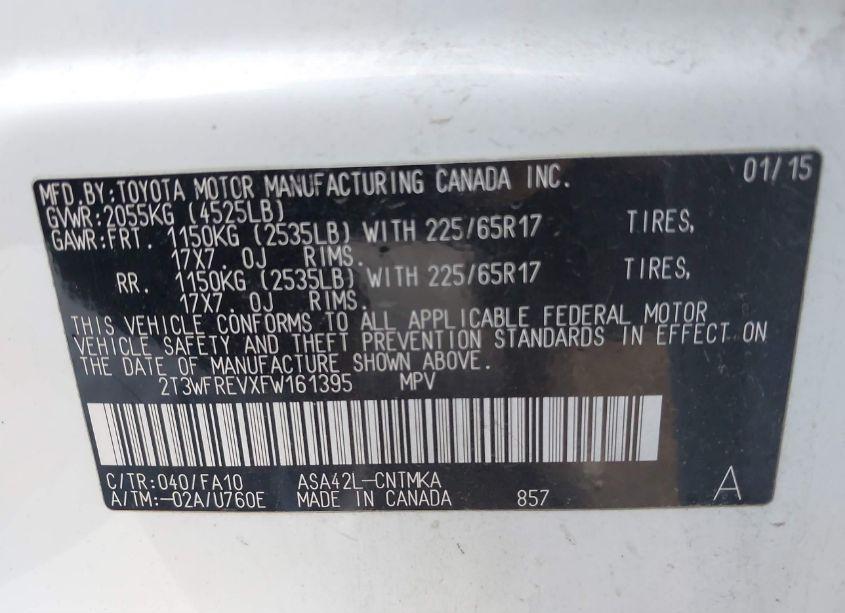 MFD. BY: TOYOTA MOTOR MANUFACTURING CANADA INC. 01/15
GVWR: 2055KG (4525LB)
GAWR: FRT. 1150KG (2535LB) WITH 225/65R17 TIRES,
17X7. 0J RIMS.
RR. 1150KG (2535LB) WITH 225/65R17 TIRES,
17X7. 0J RIMS.
THIS VEHICLE CONFORMS TO ALL APPLICABLE FEDERAL MOTOR
VEHICLE SAFETY AND THEFT PREVENTION STANDARDS IN EFFECT ON
THE DATE OF MANUFACTURE SHOWN ABOVE.
2T3WFREVXFW161395 MPV
C/TR: 040/FA10 ASA42L-CNTMKA
A/TM: -02A/U760E MADE IN CANADA 857 A